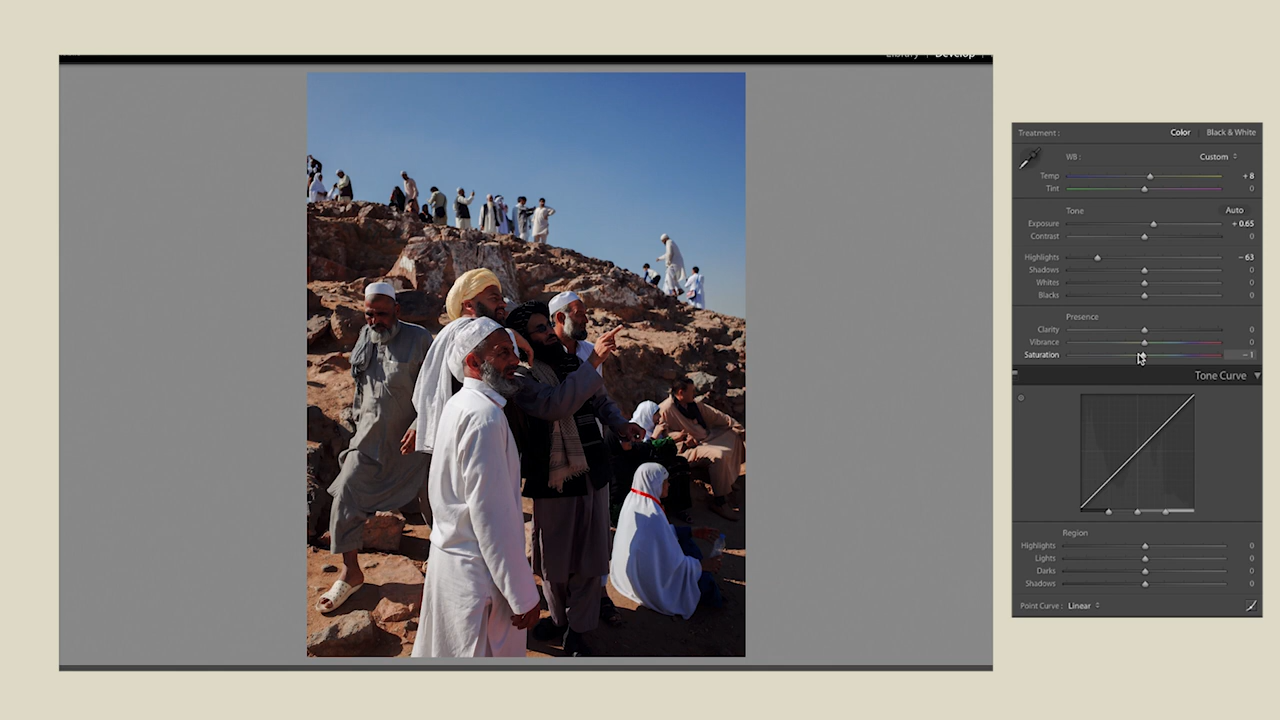 Library | Develop |
Treatment : Color | Black & White
WB : Custom
Temp + 8
Tint 0
Tone Auto
Exposure + 0.65
Contrast 0
Highlights − 63
Shadows 0
Whites 0
Blacks 0
Presence
Clarity 0
Vibrance 0
Saturation − 1
Tone Curve
Region
Highlights 0
Lights 0
Darks 0
Shadows 0
Point Curve : Linear